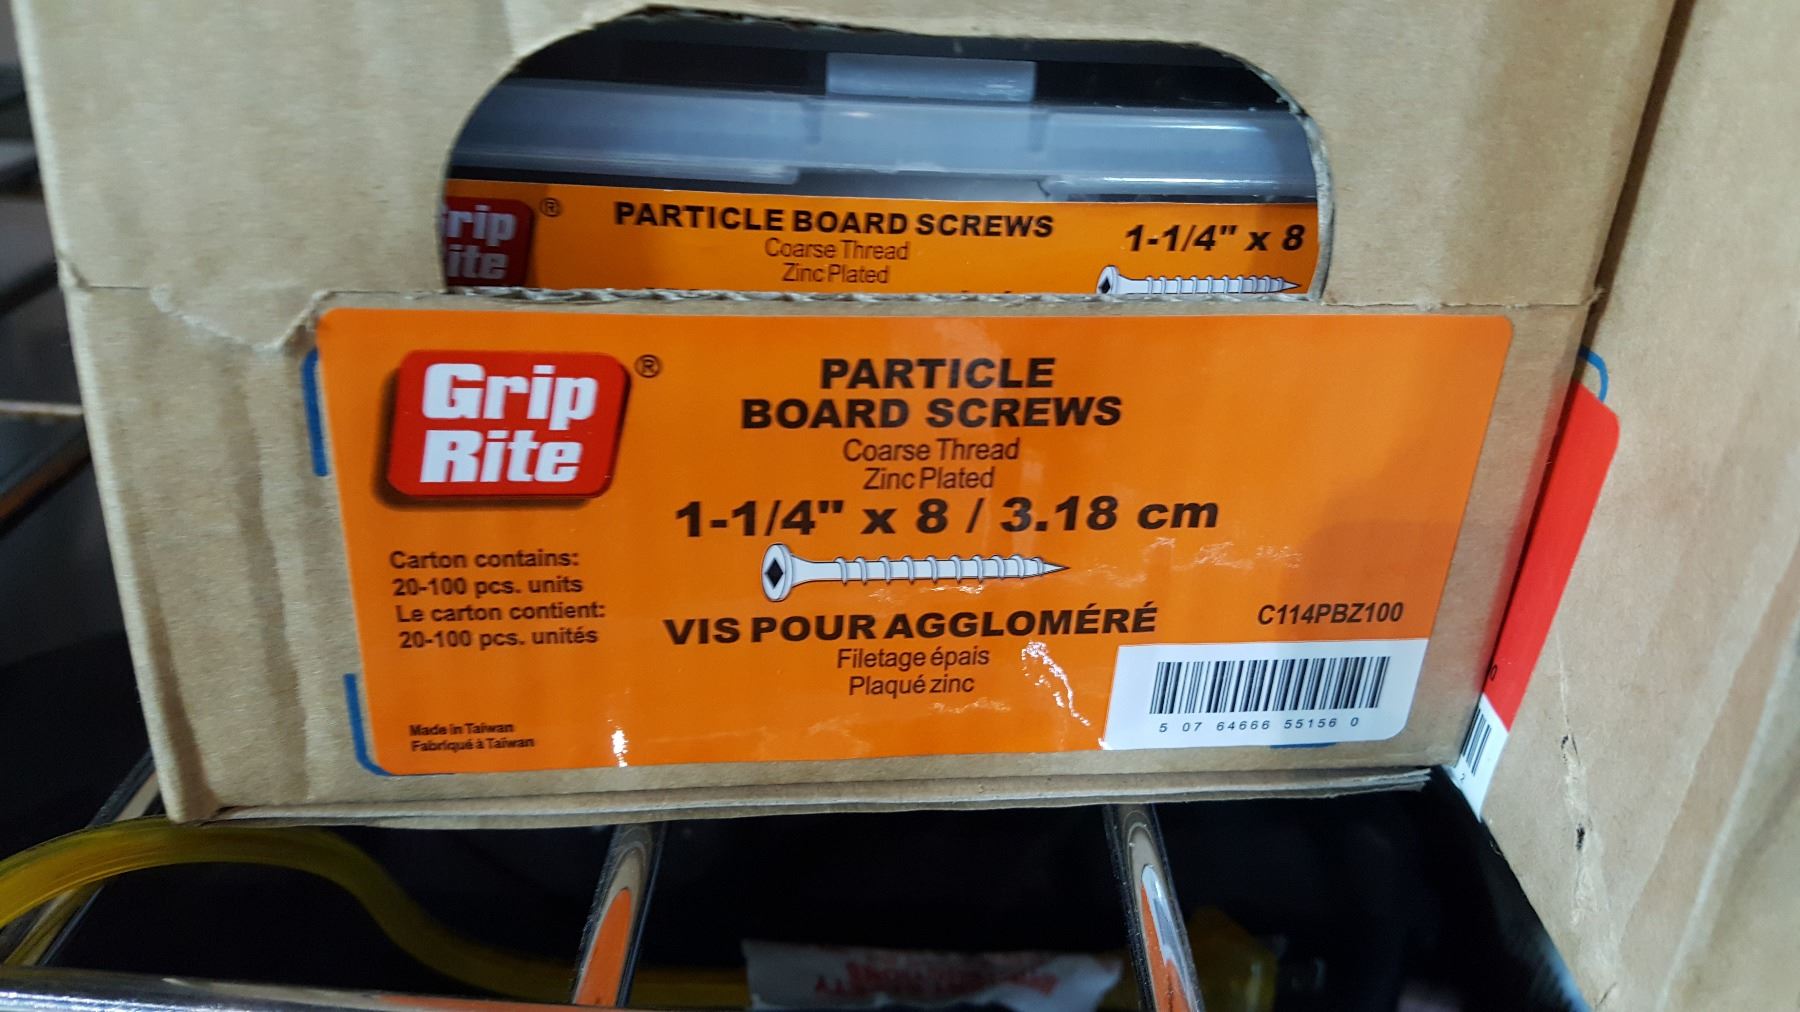 rip
ite
®
PARTICLE BOARD SCREWS
Coarse Thread
Zinc Plated
1-1/4" x 8
Grip
Rite
®
PARTICLE
BOARD SCREWS
Coarse Thread
Zinc Plated
1-1/4" x 8 / 3.18 cm
Carton contains:
20-100 pcs. units
Le carton contient:
20-100 pcs. unités
VIS POUR AGGLOMÉRÉ
Filetage épais
Plaqué zinc
C114PBZ100
5 07 64666 55156 0
Made in Taiwan
Fabriqué à Taiwan